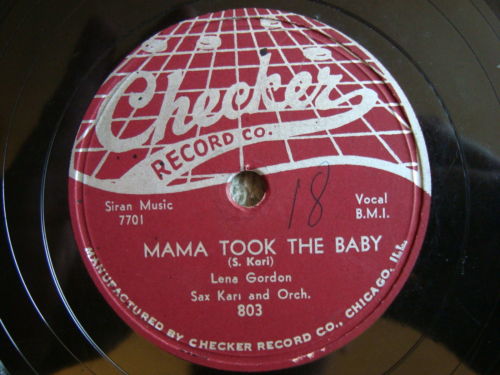 Checker
RECORD CO.
Siran Music
7701
18
Vocal
B.M.I.
MAMA TOOK THE BABY
(S. Kari)
Lena Gordon
Sax Kari and Orch.
803
MANUFACTURED BY CHECKER RECORD CO., CHICAGO, ILL.